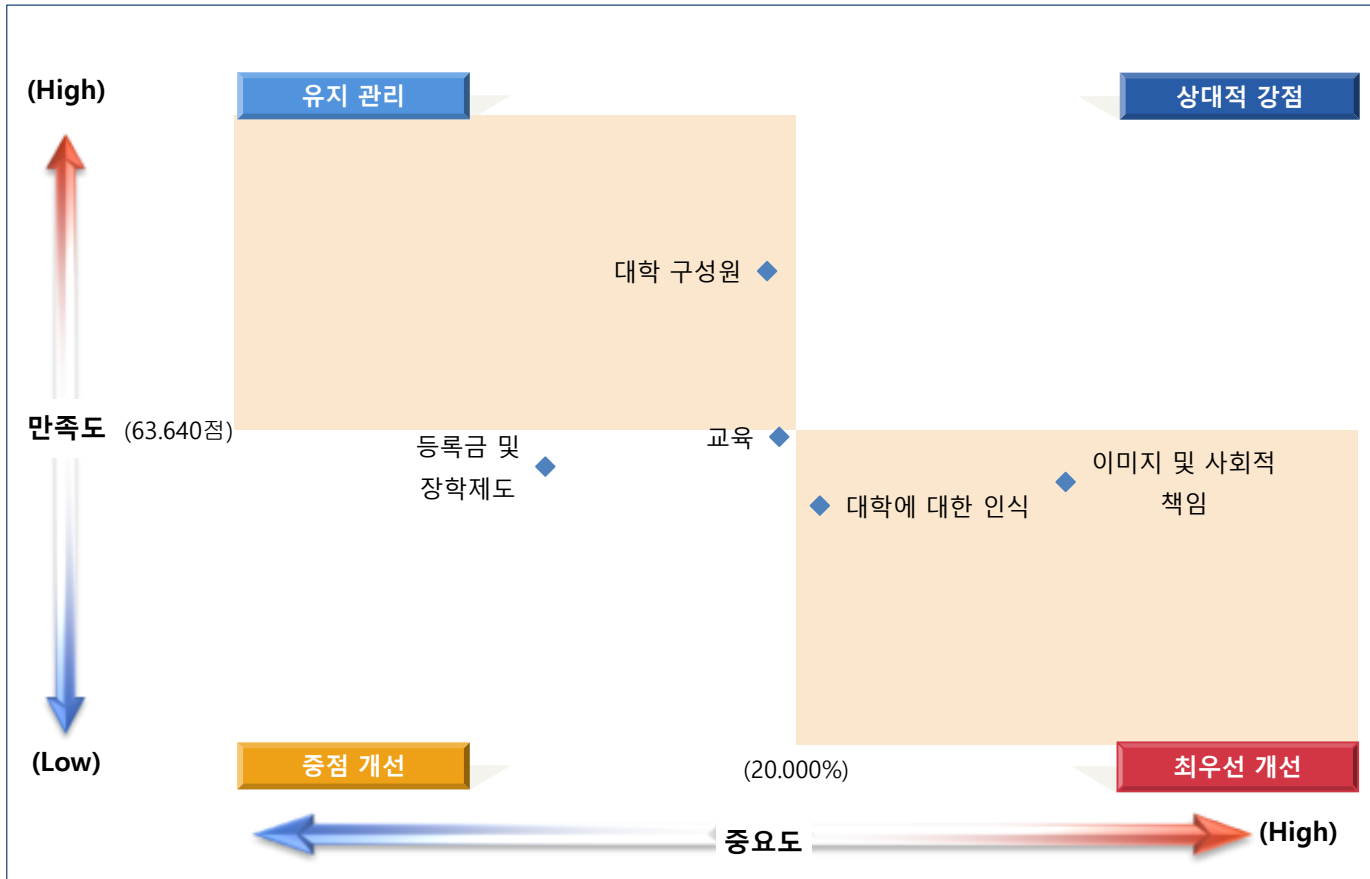 (High)
유지 관리
상대적 강점
대학 구성원
만족도 (63.640점)
등록금 및
장학제도
교육
이미지 및 사회적
책임
대학에 대한 인식
(Low)
중점 개선
(20.000%)
최우선 개선
중요도
(High)